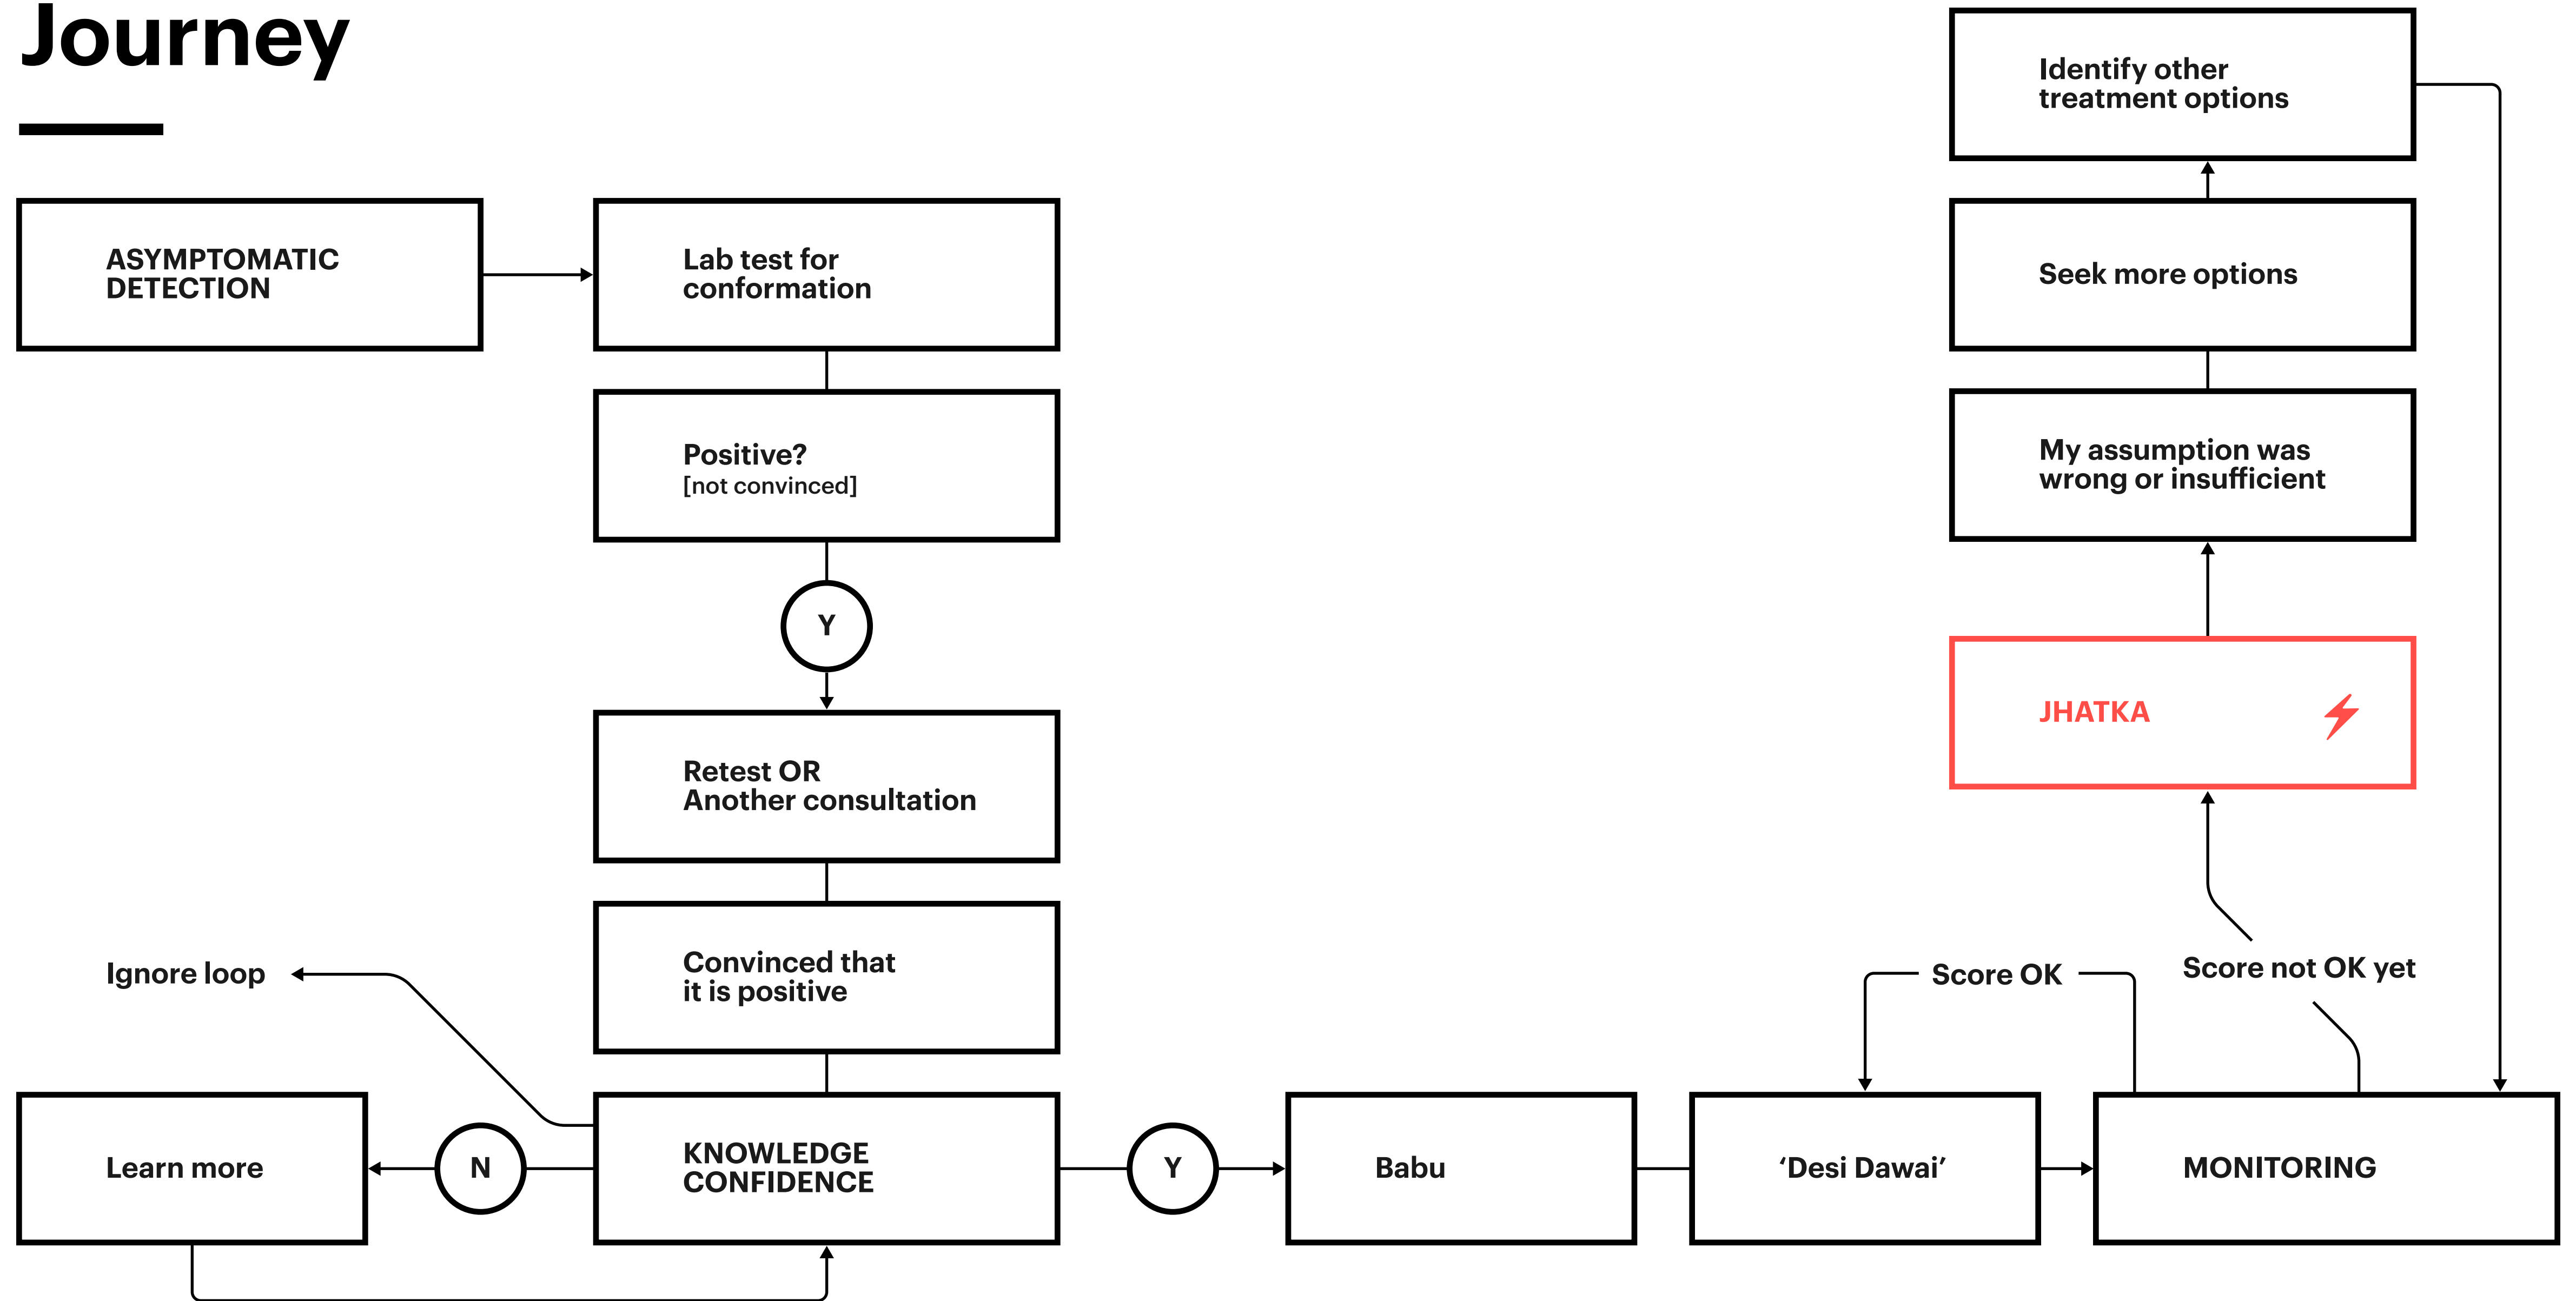 Journey
ASYMPTOMATIC
DETECTION
Lab test for
conformation
Positive?
[not convinced]
Y
Retest OR
Another consultation
Convinced that
it is positive
KNOWLEDGE
CONFIDENCE
Ignore loop
N
Learn more
Y
Babu
‘Desi Dawai’
MONITORING
Score OK
Score not OK yet
JHATKA
My assumption was
wrong or insufficient
Seek more options
Identify other
treatment options